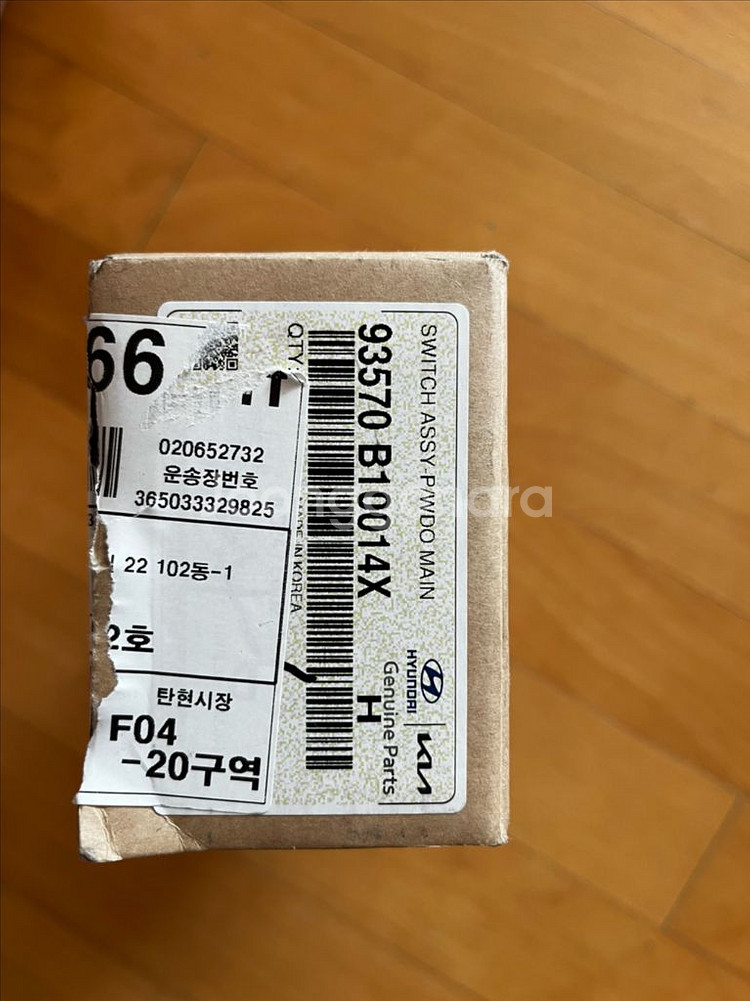 SWITCH ASSY-P/WDO MAIN
93570 B10014X
H
QTY:
MADE IN KOREA
HYUNDAI
KIA
Genuine Parts
66
020652732
운송장번호
365033329825
22 102동-1
2호
탄현시장
F04
-20구역